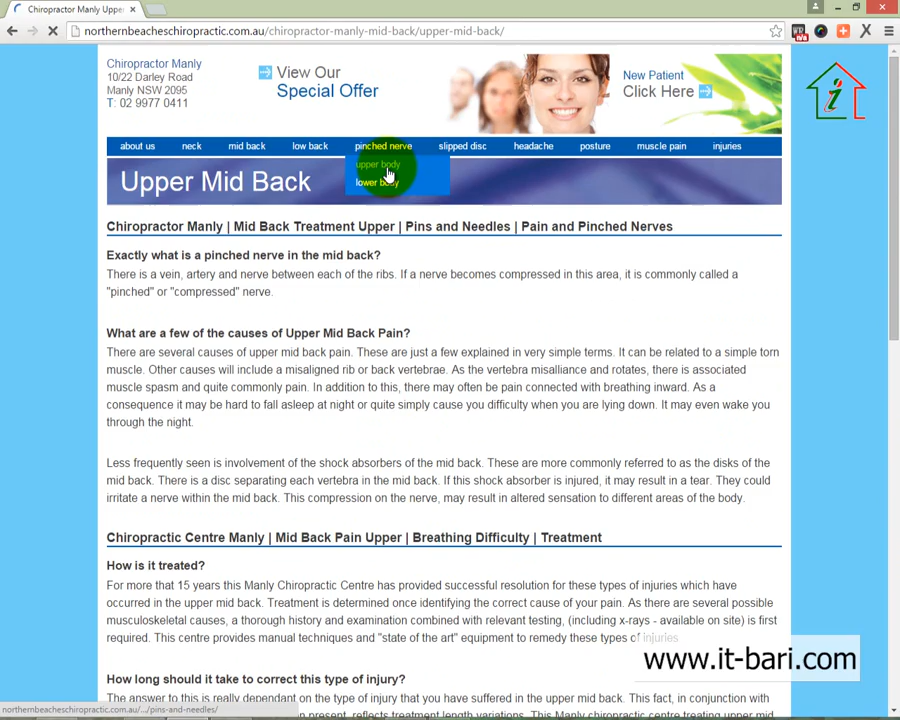 Chiropractor Manly Upper
northernbeacheschiropractic.com.au/chiropractor-manly-mid-back/upper-mid-back/
Chiropractor Manly
10/22 Darley Road
Manly NSW 2095
T: 02 9977 0411
View Our
Special Offer
New Patient
Click Here
i
about us neck mid back low back pinched nerve slipped disc headache posture muscle pain injuries
upper body
lower body
Upper Mid Back
Chiropractor Manly | Mid Back Treatment Upper | Pins and Needles | Pain and Pinched Nerves
Exactly what is a pinched nerve in the mid back?
There is a vein, artery and nerve between each of the ribs. If a nerve becomes compressed in this area, it is commonly called a
"pinched" or "compressed" nerve.
What are a few of the causes of Upper Mid Back Pain?
There are several causes of upper mid back pain. These are just a few explained in very simple terms. It can be related to a simple torn
muscle. Other causes will include a misaligned rib or back vertebrae. As the vertebra misalliance and rotates, there is associated
muscle spasm and quite commonly pain. In addition to this, there may often be pain connected with breathing inward. As a
consequence it may be hard to fall asleep at night or quite simply cause you difficulty when you are lying down. It may even wake you
through the night.
Less frequently seen is involvement of the shock absorbers of the mid back. These are more commonly referred to as the disks of the
mid back. There is a disc separating each vertebra in the mid back. If this shock absorber is injured, it may result in a tear. They could
irritate a nerve within the mid back. This compression on the nerve, may result in altered sensation to different areas of the body.
Chiropractic Centre Manly | Mid Back Pain Upper | Breathing Difficulty | Treatment
How is it treated?
For more that 15 years this Manly Chiropractic Centre has provided successful resolution for these types of injuries which have
occurred in the upper mid back. Treatment is determined once identifying the correct cause of your pain. As there are several possible
musculoskeletal causes, a thorough history and examination combined with relevant testing, (including x-rays - available on site) is first
required. This centre provides manual techniques and "state of the art" equipment to remedy these types of injuries
www.it-bari.com
How long should it take to correct this type of injury?
The answer to this is really dependant on the type of injury that you have suffered in the upper mid back. This fact, in conjunction with
northernbeacheschiropractic.com.au/.../pins-and-needles/
present, reflects treatment length variations. This Manly chiropractic centre treating upper mid